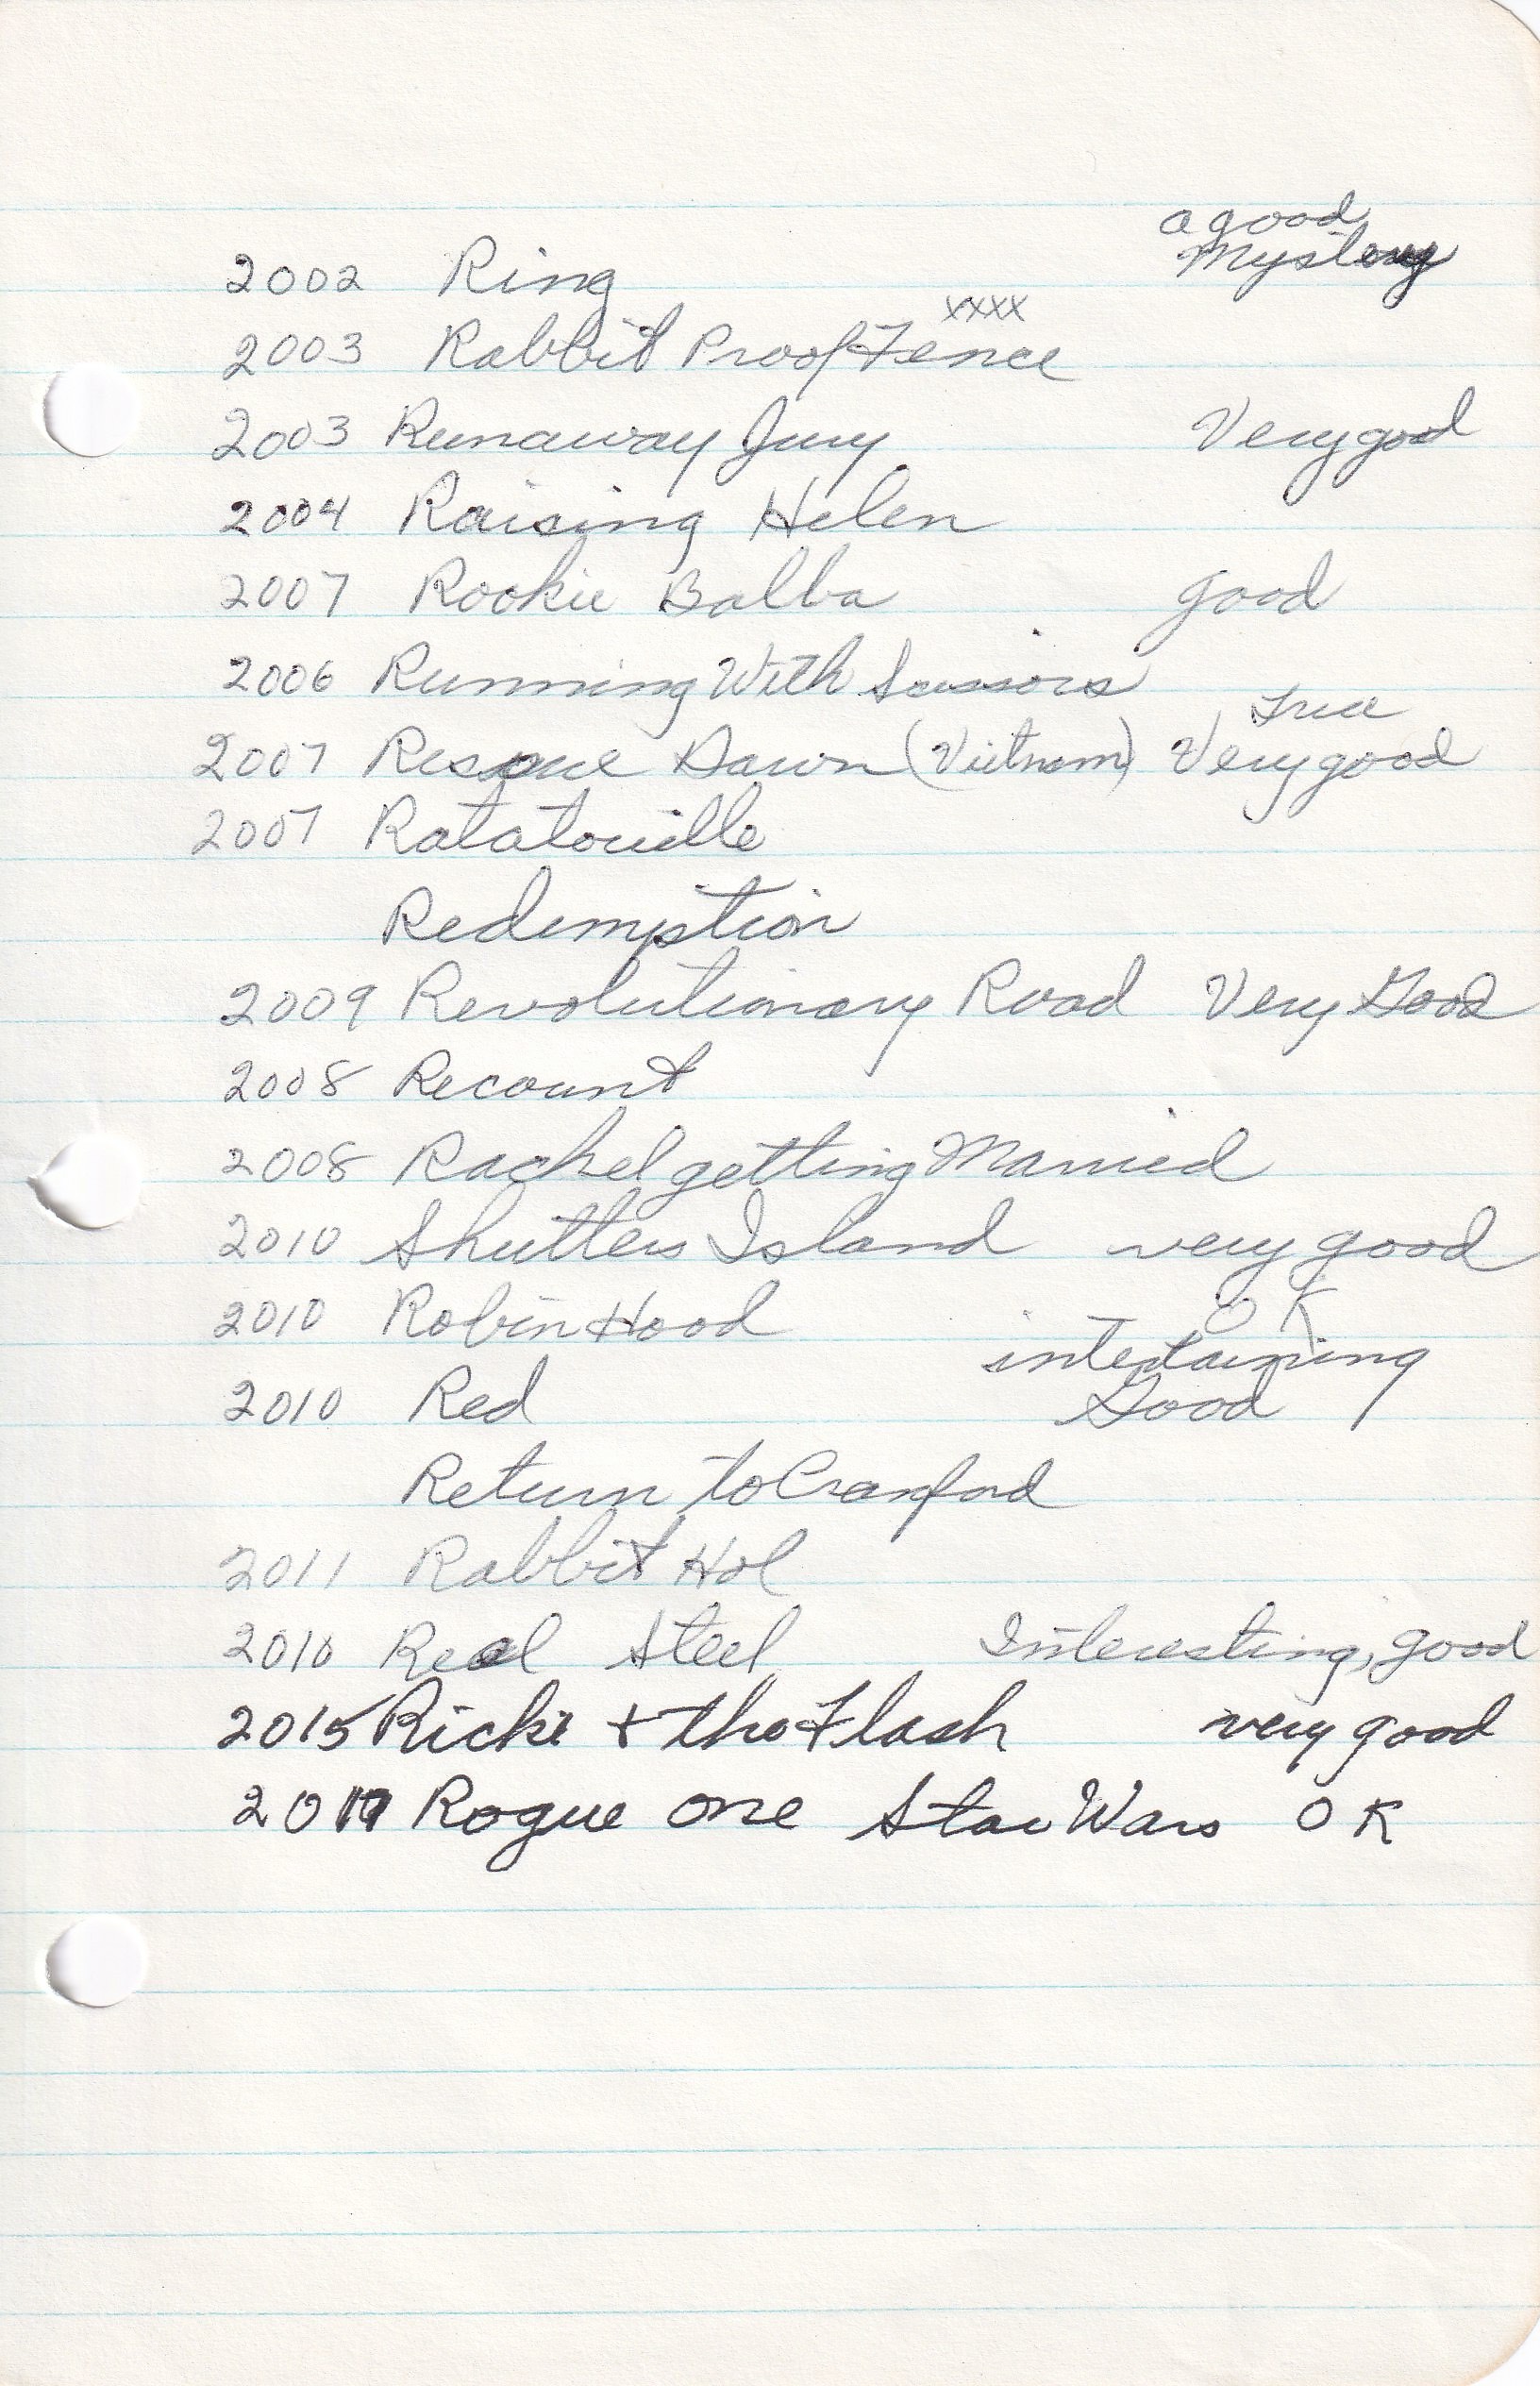 a good
2002 Ring Mystery
xxxx
2003 Rabbit Proof Fence
2003 Runaway Jury Very good
2004 Raising Helen
2007 Rookie Balba good
2006 Running With Scissors
True
2007 Rescue Dawn (Vietnam) Very good
2007 Ratatouille
Redemption
2009 Revolutionary Road Very Good
2008 Recount
2008 Rachel getting Married
2010 Shutters Island very good
2010 Robin Hood OK
intertaining
2010 Red Good
Return to Cranford
2011 Rabbit Hol
2010 Real Steel Interesting, good
2015 Ricki + the Flash very good
2017 Rogue one Star Wars OK